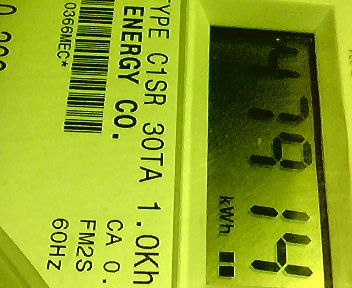 47914
kWh
TYPE C1SR 30TA 1.0Kh
ENERGY CO.
CA 0.
FM2S
60Hz
0366MEC*